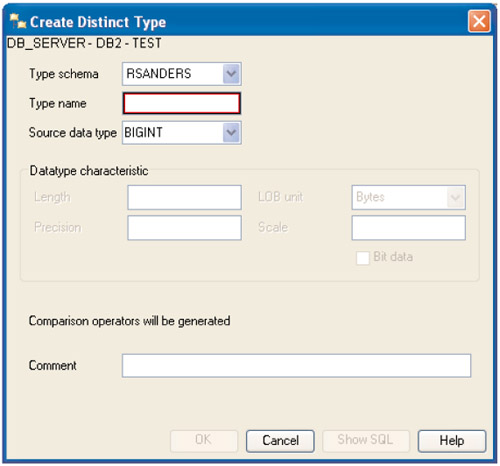 Create Distinct Type
DB_SERVER - DB2 - TEST
Type schema RSANDERS
Type name
Source data type BIGINT
Datatype characteristic
Length LOB unit Bytes
Precision Scale
Bit data
Comparison operators will be generated
Comment
OK Cancel Show SQL Help